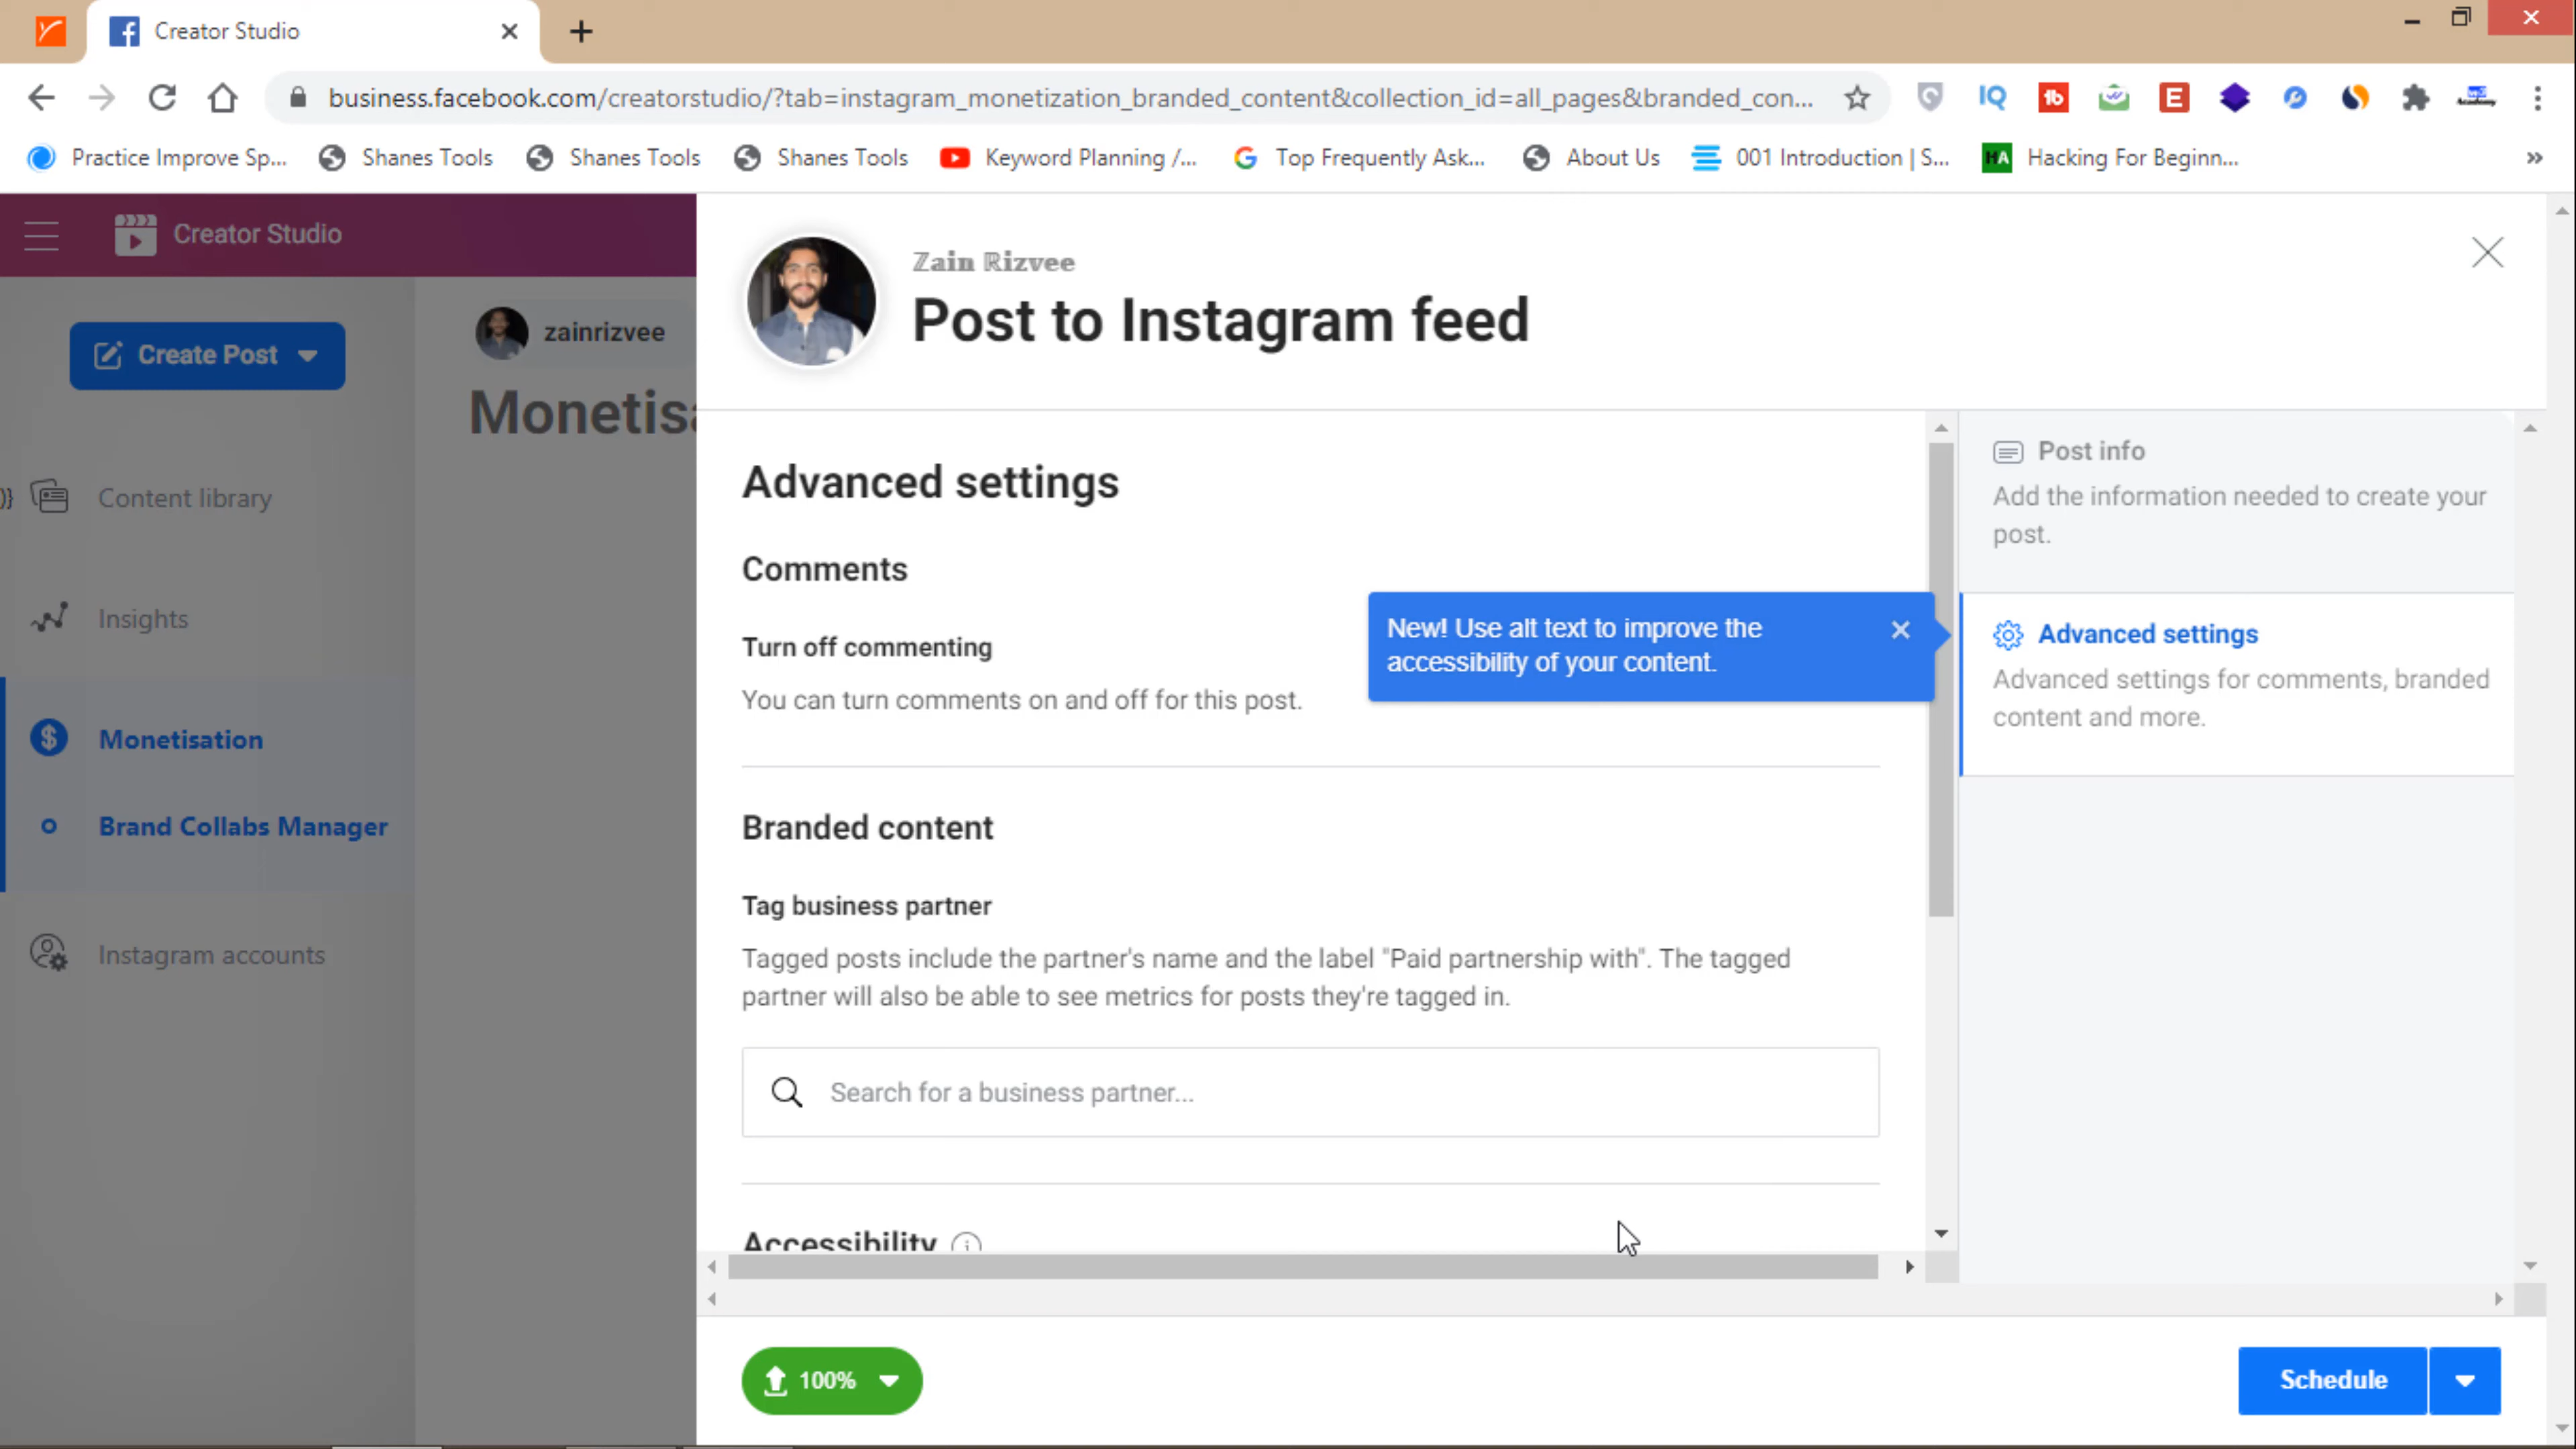 Creator Studio
business.facebook.com/creatorstudio/?tab=instagram_monetization_branded_content&collection_id=all_pages&branded_con...
IQ
E
Practice Improve Sp...
Shanes Tools
Shanes Tools
Shanes Tools
Keyword Planning /...
Top Frequently Ask...
About Us
001 Introduction | S...
HA
Hacking For Beginn...
»
Creator Studio
Create Post
)}
Content library
Insights
Monetisation
Brand Collabs Manager
Instagram accounts
zainrizvee
Monetisa
ℤain ℝizvee
Post to Instagram feed
Advanced settings
Comments
Turn off commenting
You can turn comments on and off for this post.
New! Use alt text to improve the
accessibility of your content.
Branded content
Tag business partner
Tagged posts include the partner's name and the label "Paid partnership with". The tagged
partner will also be able to see metrics for posts they're tagged in.
Search for a business partner...
Accessibility
Post info
Add the information needed to create your
post.
Advanced settings
Advanced settings for comments, branded
content and more.
100%
Schedule